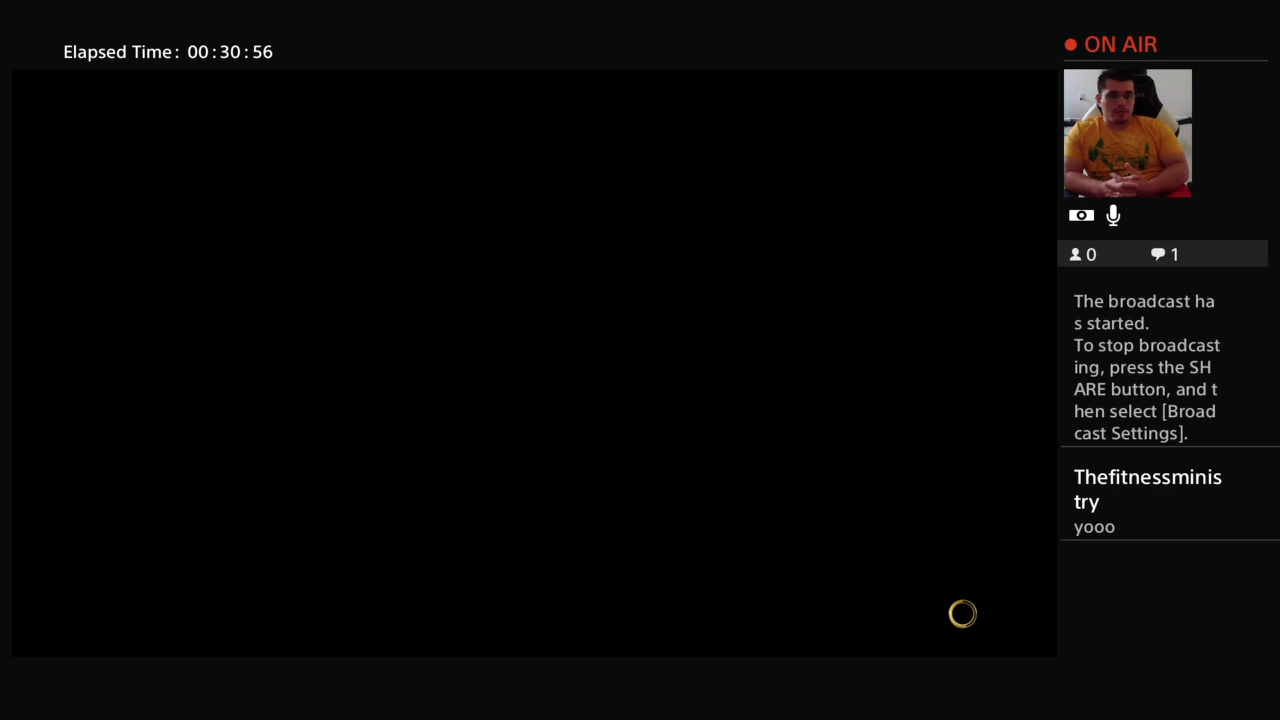 Elapsed Time: 00:30:56
ON AIR
0 1
The broadcast ha
s started.
To stop broadcast
ing, press the SH
ARE button, and t
hen select [Broad
cast Settings].
Thefitnessminis
try
yooo